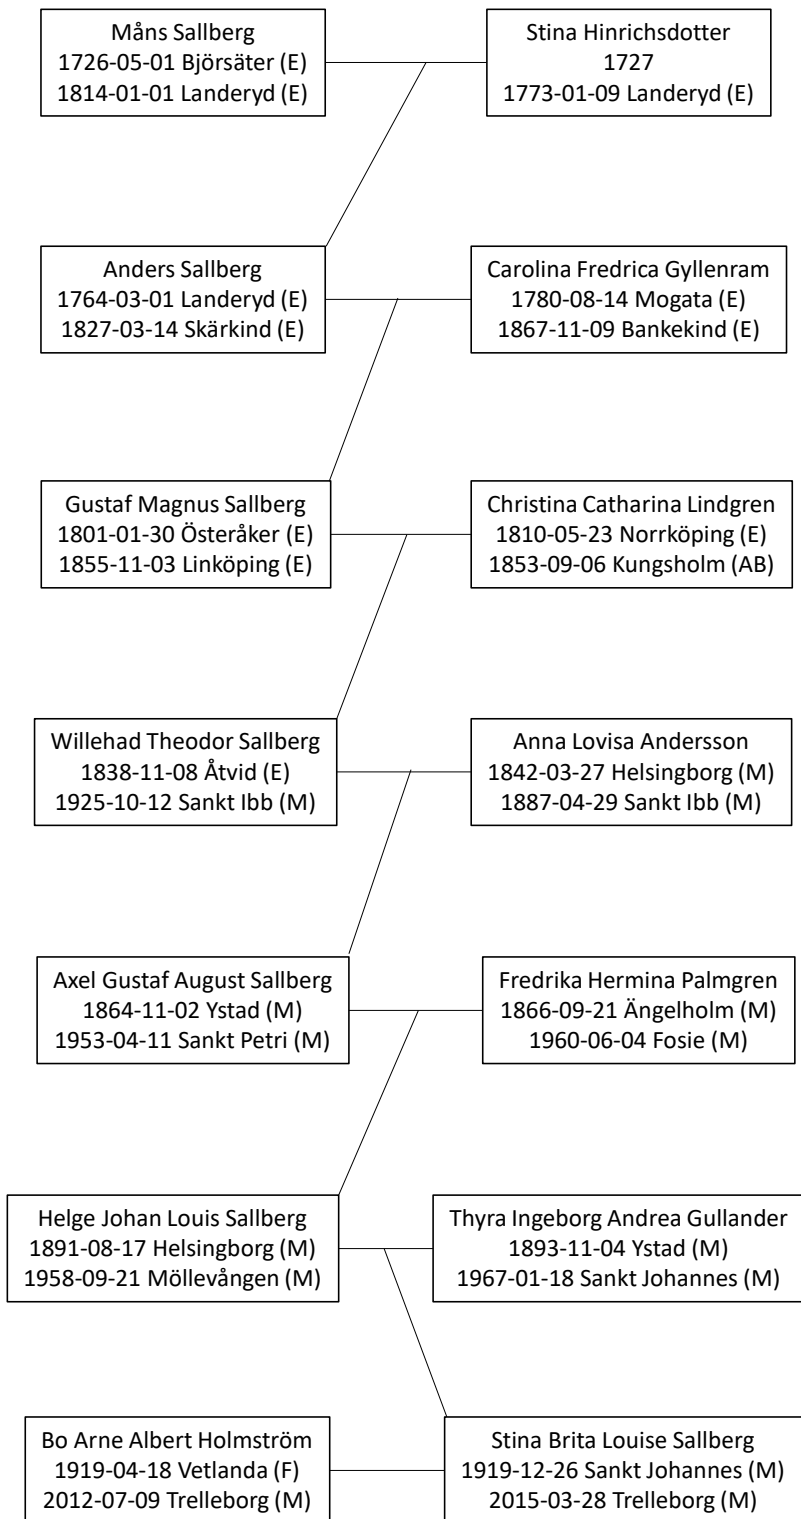 Måns Sallberg
1726-05-01 Björsäter (E)
1814-01-01 Landeryd (E)
Stina Hinrichsdotter
1727
1773-01-09 Landeryd (E)
Anders Sallberg
1764-03-01 Landeryd (E)
1827-03-14 Skärkind (E)
Carolina Fredrica Gyllenram
1780-08-14 Mogata (E)
1867-11-09 Bankekind (E)
Gustaf Magnus Sallberg
1801-01-30 Österåker (E)
1855-11-03 Linköping (E)
Christina Catharina Lindgren
1810-05-23 Norrköping (E)
1853-09-06 Kungsholm (AB)
Willehad Theodor Sallberg
1838-11-08 Åtvid (E)
1925-10-12 Sankt Ibb (M)
Anna Lovisa Andersson
1842-03-27 Helsingborg (M)
1887-04-29 Sankt Ibb (M)
Axel Gustaf August Sallberg
1864-11-02 Ystad (M)
1953-04-11 Sankt Petri (M)
Fredrika Hermina Palmgren
1866-09-21 Ängelholm (M)
1960-06-04 Fosie (M)
Helge Johan Louis Sallberg
1891-08-17 Helsingborg (M)
1958-09-21 Möllevången (M)
Thyra Ingeborg Andrea Gullander
1893-11-04 Ystad (M)
1967-01-18 Sankt Johannes (M)
Bo Arne Albert Holmström
1919-04-18 Vetlanda (F)
2012-07-09 Trelleborg (M)
Stina Brita Louise Sallberg
1919-12-26 Sankt Johannes (M)
2015-03-28 Trelleborg (M)